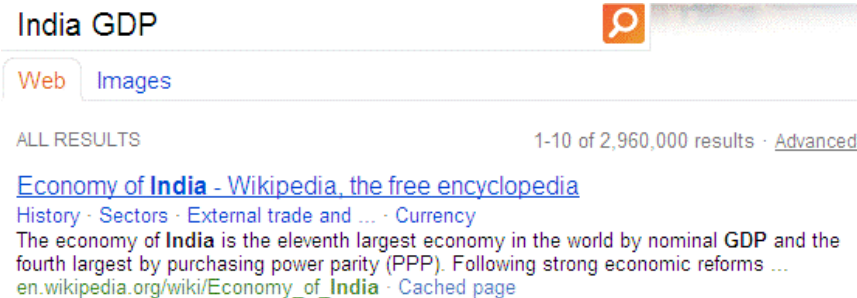 India GDP
Web Images
ALL RESULTS 1-10 of 2,960,000 results · Advanced
Economy of India - Wikipedia, the free encyclopedia
History · Sectors · External trade and ... · Currency
The economy of India is the eleventh largest economy in the world by nominal GDP and the
fourth largest by purchasing power parity (PPP). Following strong economic reforms ...
en.wikipedia.org/wiki/Economy_of_India · Cached page